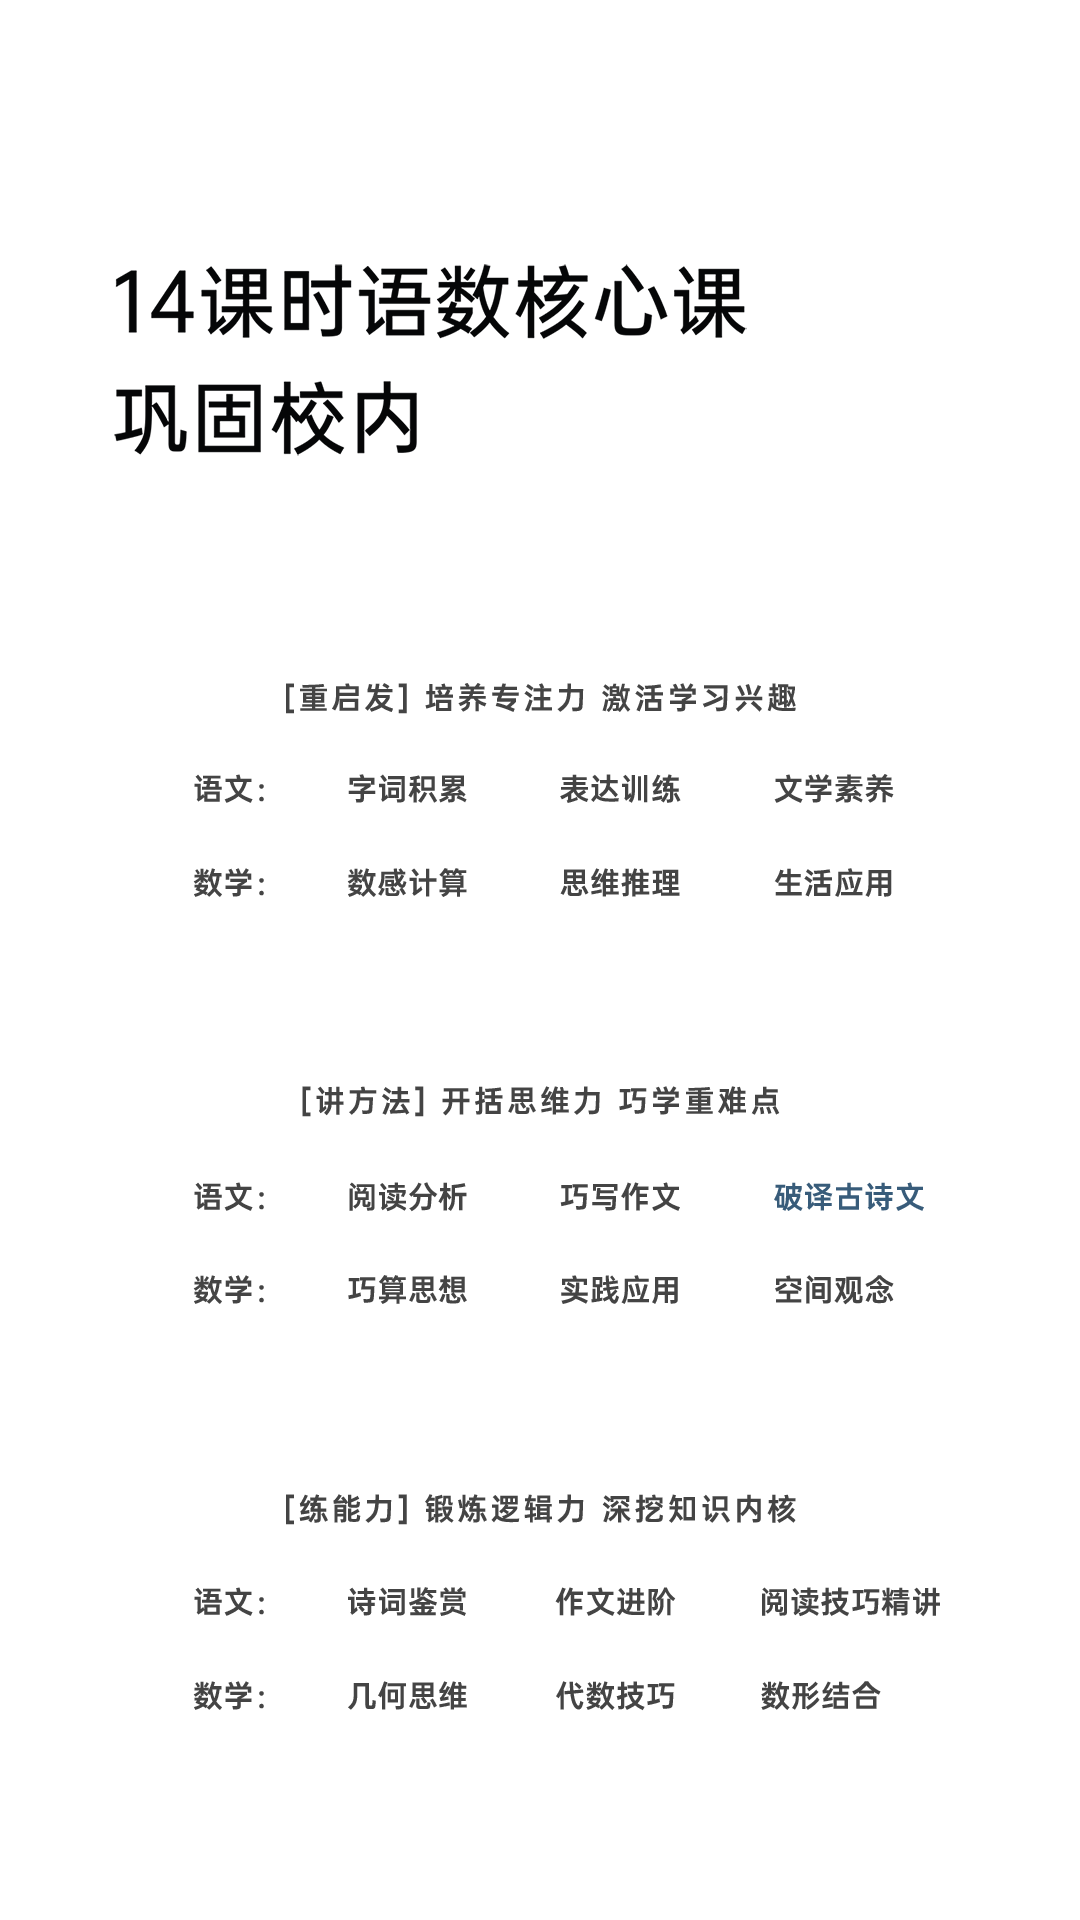 14课时语数核心课
巩固校内
[重启发] 培养专注力 激活学习兴趣
语文： 字词积累 表达训练 文学素养
数学： 数感计算 思维推理 生活应用
[讲方法] 开括思维力 巧学重难点
语文： 阅读分析 巧写作文 破译古诗文
数学： 巧算思想 实践应用 空间观念
[练能力] 锻炼逻辑力 深挖知识内核
语文： 诗词鉴赏 作文进阶 阅读技巧精讲
数学： 几何思维 代数技巧 数形结合